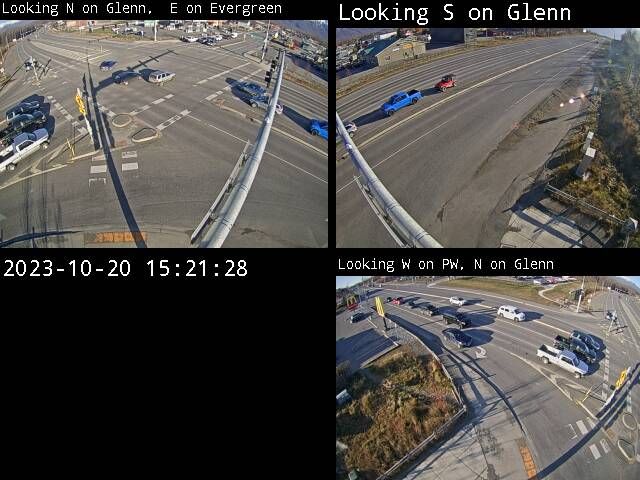 Looking N on Glenn, E on Evergreen
Looking S on Glenn
2023-10-20 15:21:28
Looking W on PW, N on Glenn